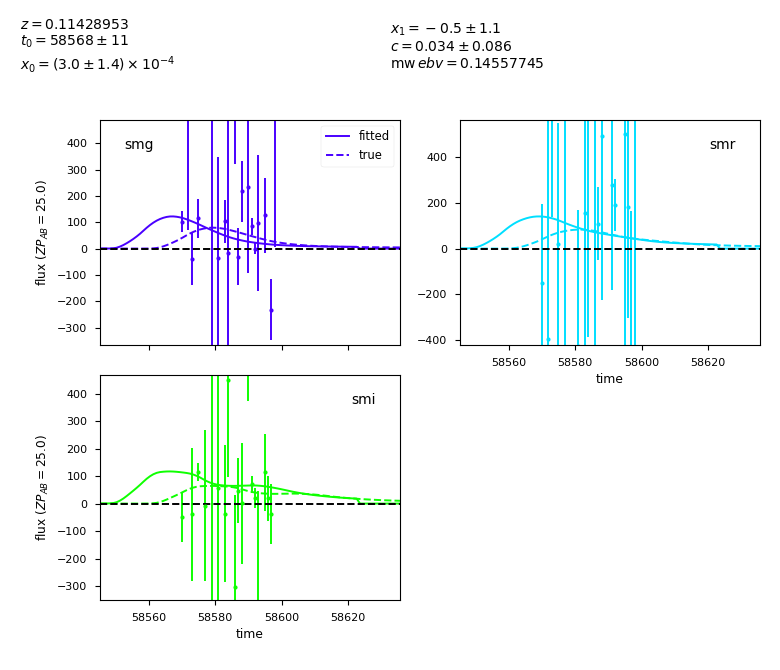 z = 0.11428953
t₀ = 58568 ± 11
x₀ = (3.0 ± 1.4) × 10⁻⁴
x₁ = − 0.5 ± 1.1
c = 0.034 ± 0.086
mw ebv = 0.14557745
smg
fitted
true
400
300
200
100
0
−100
−200
−300
flux (ZP_AB = 25.0)
smr
400
200
0
−200
−400
58560 58580 58600 58620
time
smi
400
300
200
100
0
−100
−200
−300
flux (ZP_AB = 25.0)
58560 58580 58600 58620
time